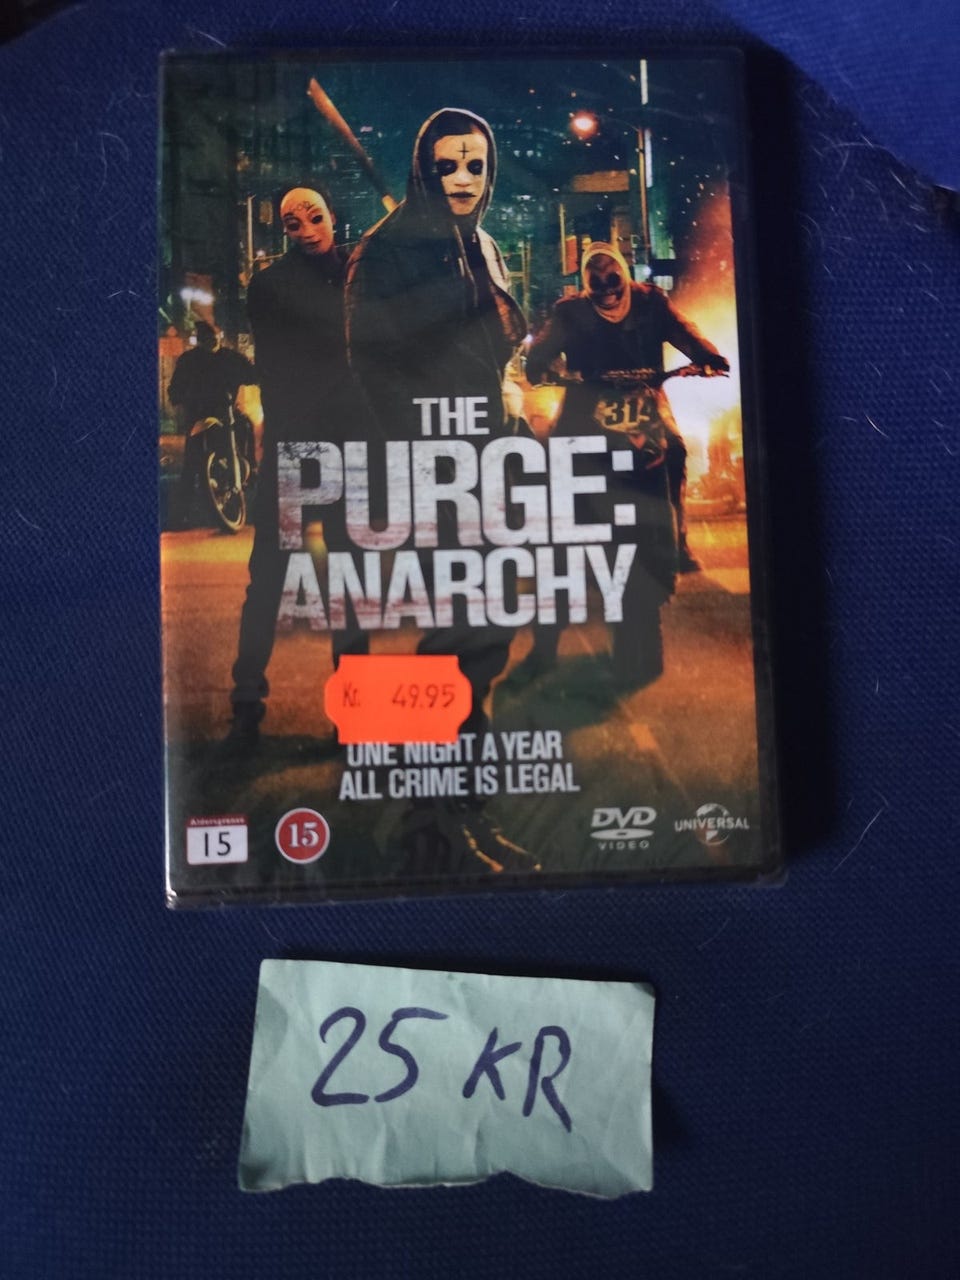 THE
PURGE:
ANARCHY
Kr. 49.95
ONE NIGHT A YEAR
ALL CRIME IS LEGAL
Aldersgrense
15
15
DVD
VIDEO
UNIVERSAL
314
25 KR